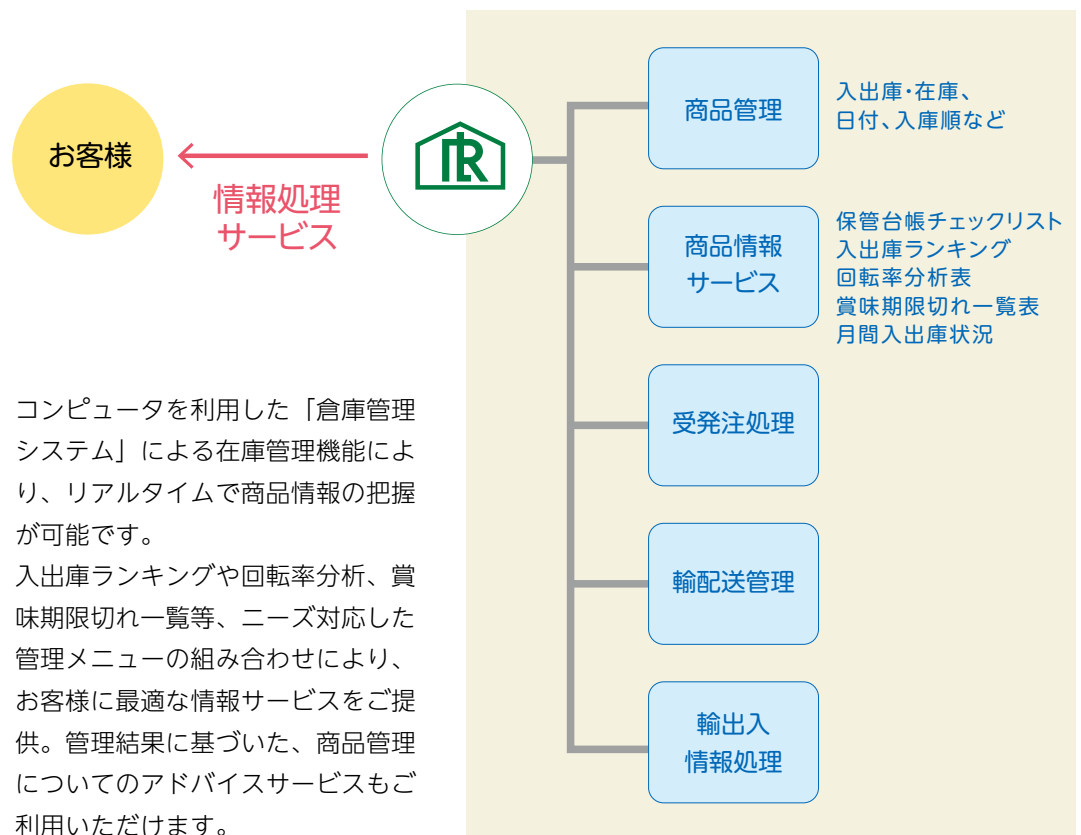 お客様
情報処理
サービス
商品管理
入出庫・在庫、
日付、入庫順など
商品情報
サービス
保管台帳チェックリスト
入出庫ランキング
回転率分析表
賞味期限切れ一覧表
月間入出庫状況
受発注処理
輸配送管理
輸出入
情報処理
コンピュータを利用した「倉庫管理
システム」による在庫管理機能によ
り、リアルタイムで商品情報の把握
が可能です。
入出庫ランキングや回転率分析、賞
味期限切れ一覧等、ニーズ対応した
管理メニューの組み合わせにより、
お客様に最適な情報サービスをご提
供。管理結果に基づいた、商品管理
についてのアドバイスサービスもご
利用いただけます。